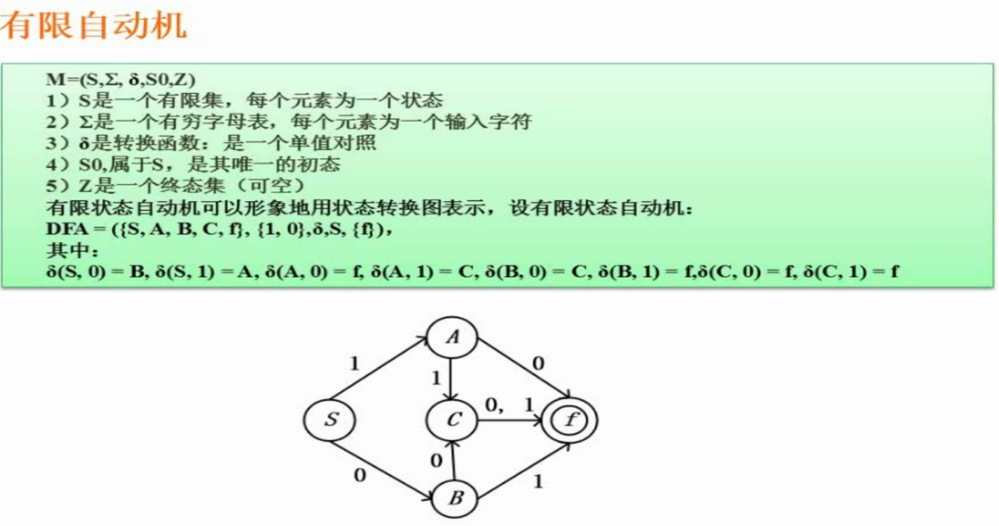 有限自动机
M=(S,Σ, δ,S0,Z)
1）S是一个有限集，每个元素为一个状态
2）Σ是一个有穷字母表，每个元素为一个输入字符
3）δ是转换函数：是一个单值对照
4）S0,属于S，是其唯一的初态
5）Z是一个终态集（可空）
有限状态自动机可以形象地用状态转换图表示，设有限状态自动机：
DFA = ({S, A, B, C, f}, {1, 0},δ,S, {f})，
其中：
δ(S, 0) = B, δ(S, 1) = A, δ(A, 0) = f, δ(A, 1) = C, δ(B, 0) = C, δ(B, 1) = f,δ(C, 0) = f, δ(C, 1) = f
A
1
0
1
0, 1
S
C
f
0
0
1
B